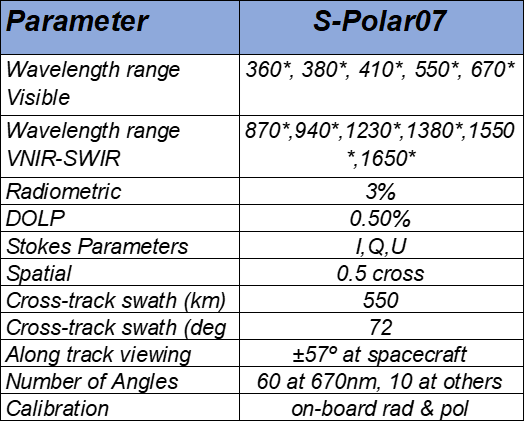 Parameter S-Polar07
Wavelength range 360*, 380*, 410*, 550*, 670*
Visible
Wavelength range 870*,940*,1230*,1380*,1550
VNIR-SWIR *,1650*
Radiometric 3%
DOLP 0.50%
Stokes Parameters I,Q,U
Spatial 0.5 cross
Cross-track swath (km) 550
Cross-track swath (deg 72
Along track viewing ±57º at spacecraft
Number of Angles 60 at 670nm, 10 at others
Calibration on-board rad & pol